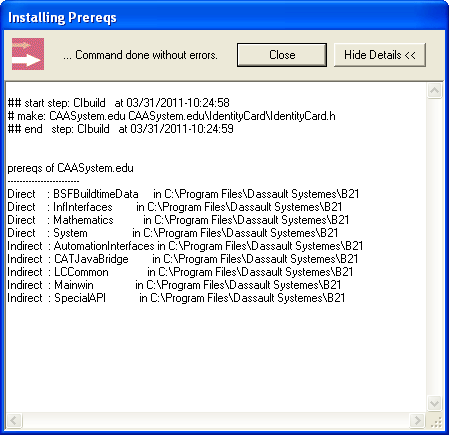 Installing Prereqs
... Command done without errors.
Close
Hide Details <<
## start step: CIbuild at 03/31/2011-10:24:58
# make: CAASystem.edu CAASystem.edu\IdentityCard\IdentityCard.h
## end step: CIbuild at 03/31/2011-10:24:59
prereqs of CAASystem.edu
------------------------
Direct : BSFBuildtimeData in C:\Program Files\Dassault Systemes\B21
Direct : InfInterfaces in C:\Program Files\Dassault Systemes\B21
Direct : Mathematics in C:\Program Files\Dassault Systemes\B21
Direct : System in C:\Program Files\Dassault Systemes\B21
Indirect : AutomationInterfaces in C:\Program Files\Dassault Systemes\B21
Indirect : CATJavaBridge in C:\Program Files\Dassault Systemes\B21
Indirect : LCCommon in C:\Program Files\Dassault Systemes\B21
Indirect : Mainwin in C:\Program Files\Dassault Systemes\B21
Indirect : SpecialAPI in C:\Program Files\Dassault Systemes\B21